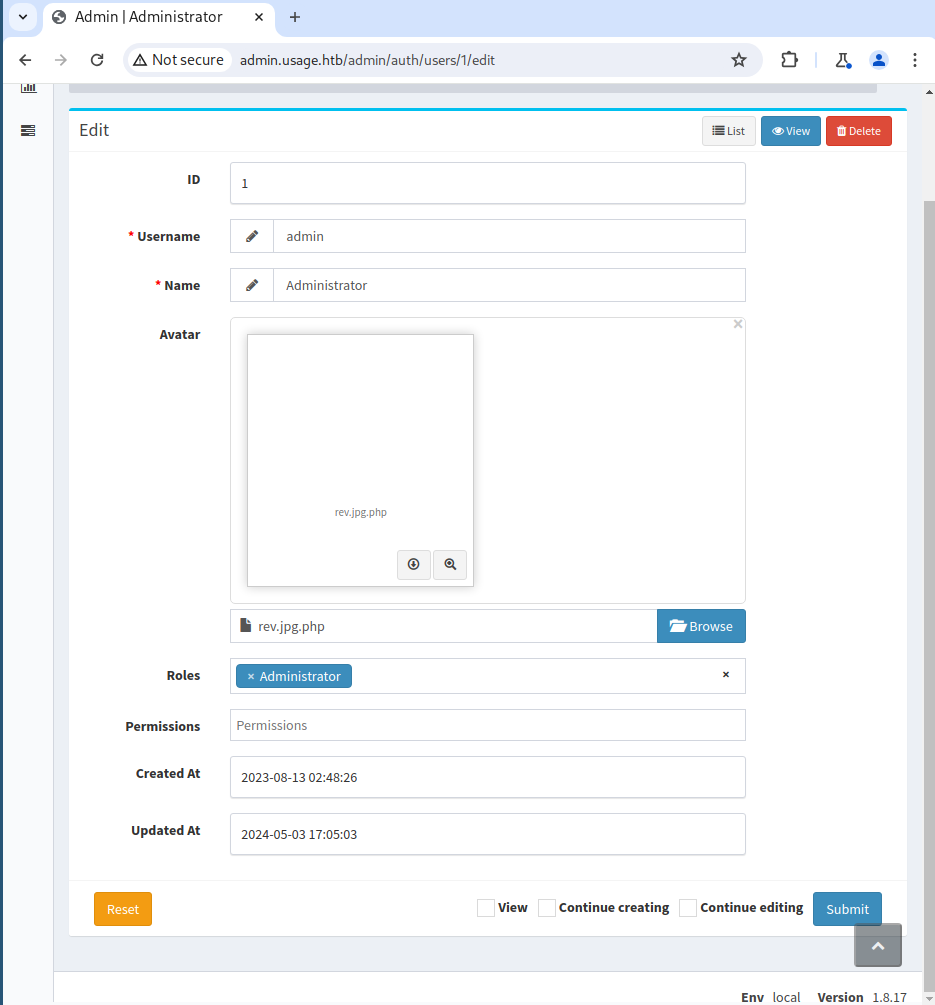 Admin | Administrator
Not secure
admin.usage.htb/admin/auth/users/1/edit
Edit
List
View
Delete
ID
1
* Username
admin
* Name
Administrator
Avatar
rev.jpg.php
rev.jpg.php
Browse
Roles
× Administrator
×
Permissions
Permissions
Created At
2023-08-13 02:48:26
Updated At
2024-05-03 17:05:03
Reset
View
Continue creating
Continue editing
Submit
Env local Version 1.8.17